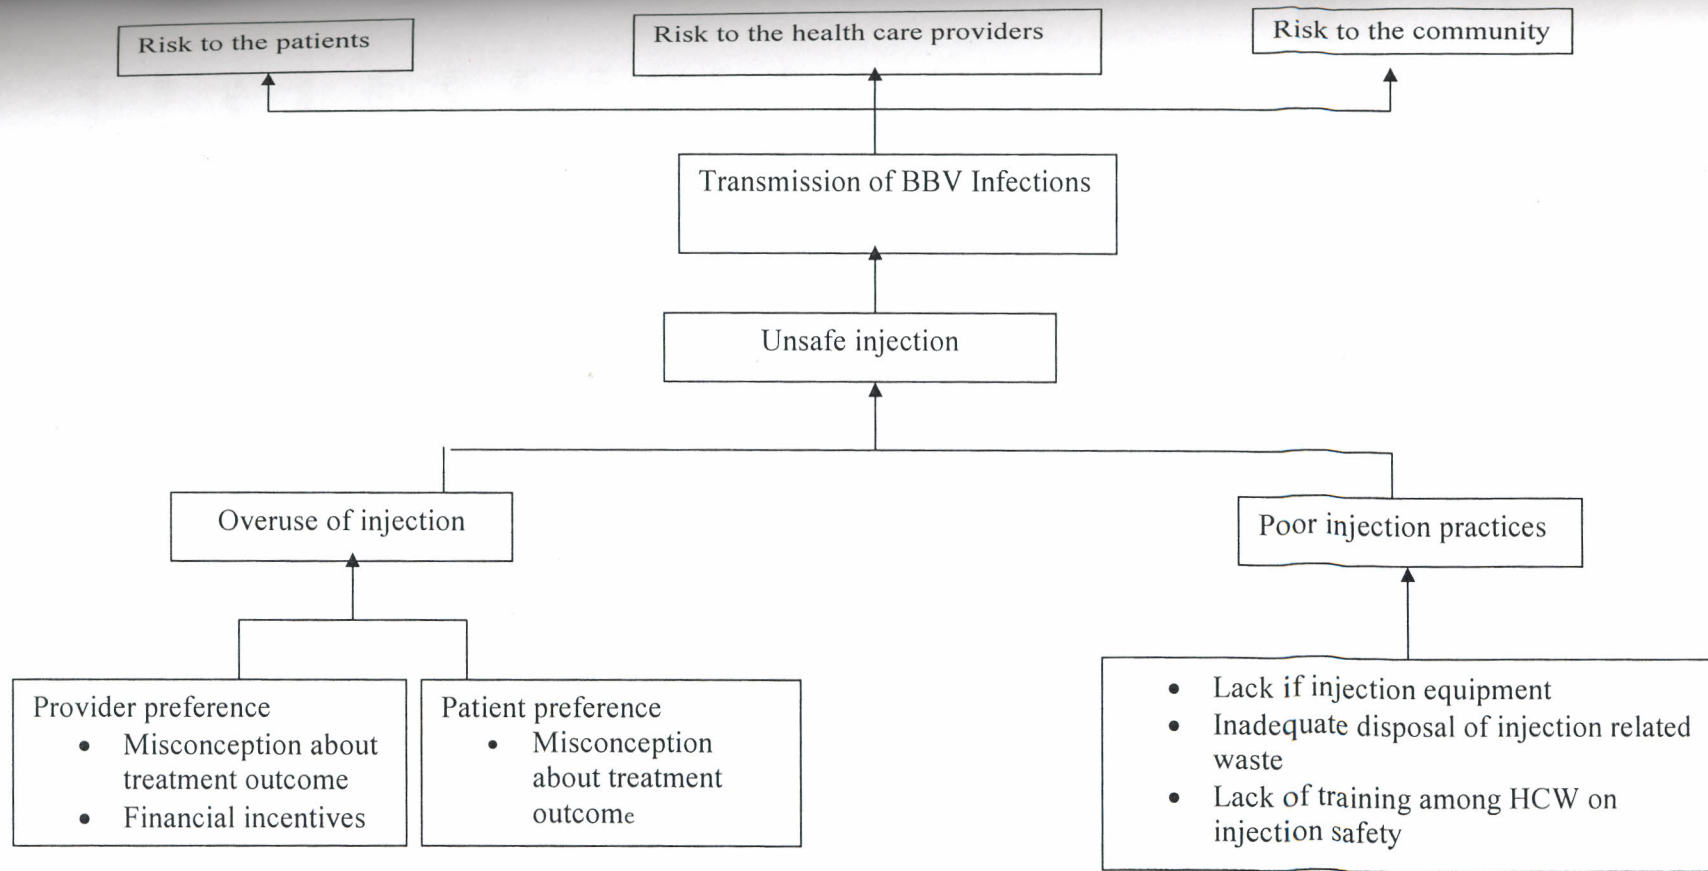 Risk to the patients
Risk to the health care providers
Risk to the community
Transmission of BBV Infections
Unsafe injection
Overuse of injection
Poor injection practices
Provider preference
• Misconception about
treatment outcome
• Financial incentives
Patient preference
• Misconception
about treatment
outcome
• Lack if injection equipment
• Inadequate disposal of injection related
waste
• Lack of training among HCW on
injection safety